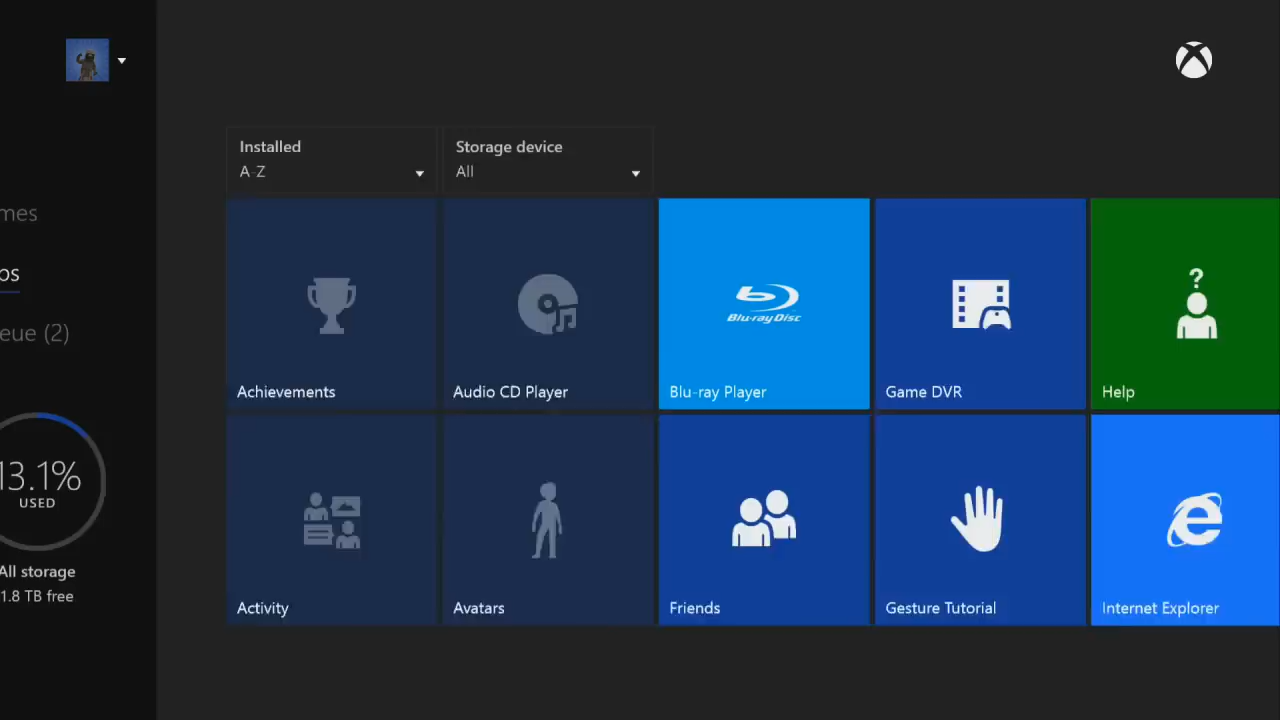 mes
ps
eue (2)
13.1%
USED
All storage
1.8 TB free
Installed
A-Z
Storage device
All
Achievements
Audio CD Player
Blu-ray Disc
Blu-ray Player
Game DVR
?
Help
Activity
Avatars
Friends
Gesture Tutorial
Internet Explorer